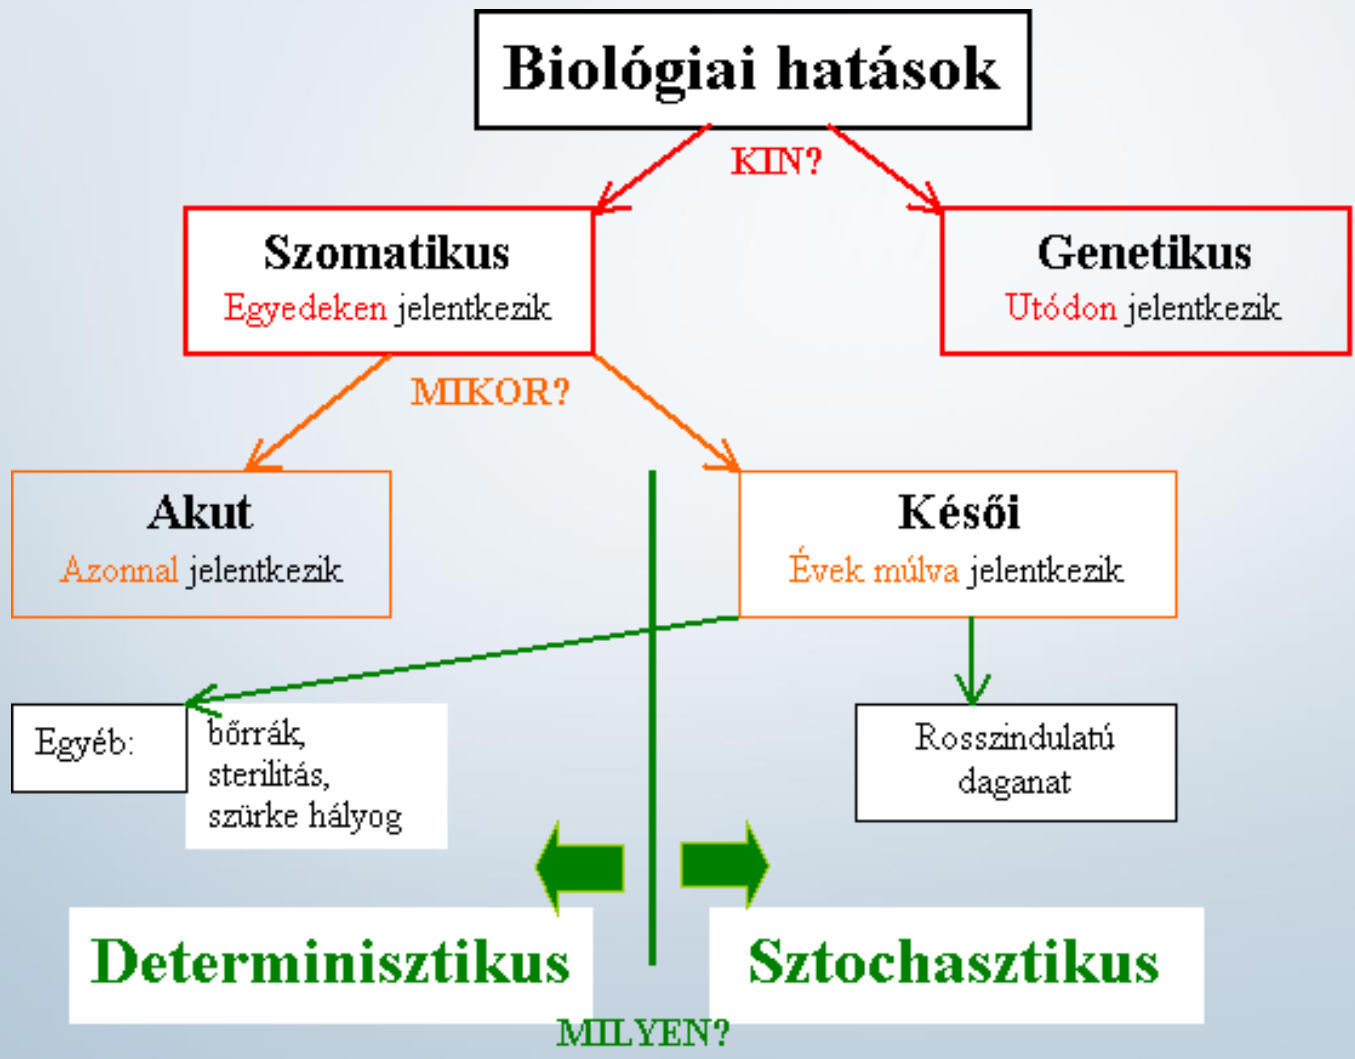 Biológiai hatások
KIN?
Szomatikus
Egyedeken jelentkezik
Genetikus
Utódon jelentkezik
MIKOR?
Akut
Azonnal jelentkezik
Késői
Évek múlva jelentkezik
Egyéb:
bőrrák,
sterilitás,
szürke hályog
Rosszindulatú
daganat
Determinisztikus
Sztochasztikus
MILYEN?